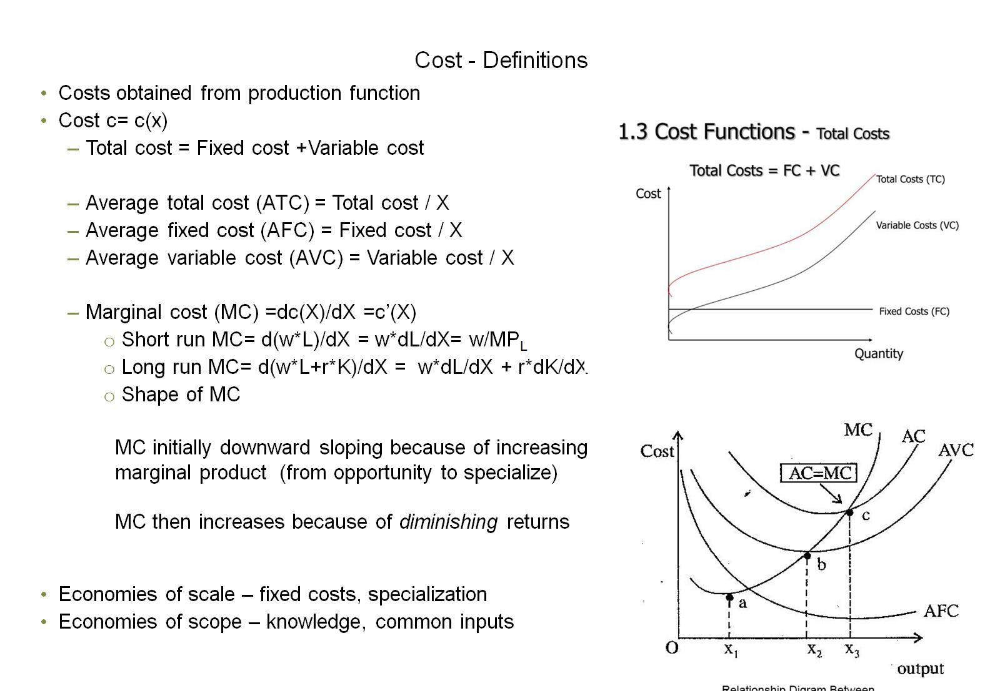 Cost - Definitions
• Costs obtained from production function
• Cost c= c(x)
– Total cost = Fixed cost +Variable cost
– Average total cost (ATC) = Total cost / X
– Average fixed cost (AFC) = Fixed cost / X
– Average variable cost (AVC) = Variable cost / X
– Marginal cost (MC) =dc(X)/dX =c’(X)
o Short run MC= d(w*L)/dX = w*dL/dX= w/MPL
o Long run MC= d(w*L+r*K)/dX = w*dL/dX + r*dK/dX
o Shape of MC
MC initially downward sloping because of increasing
marginal product (from opportunity to specialize)
MC then increases because of diminishing returns
• Economies of scale – fixed costs, specialization
• Economies of scope – knowledge, common inputs
1.3 Cost Functions - Total Costs
Total Costs = FC + VC
Cost
Total Costs (TC)
Variable Costs (VC)
Fixed Costs (FC)
Quantity
MC
AC
AVC
Cost
AC=MC
c
b
a
AFC
O
x1
x2
x3
output
Relationship Digram Between